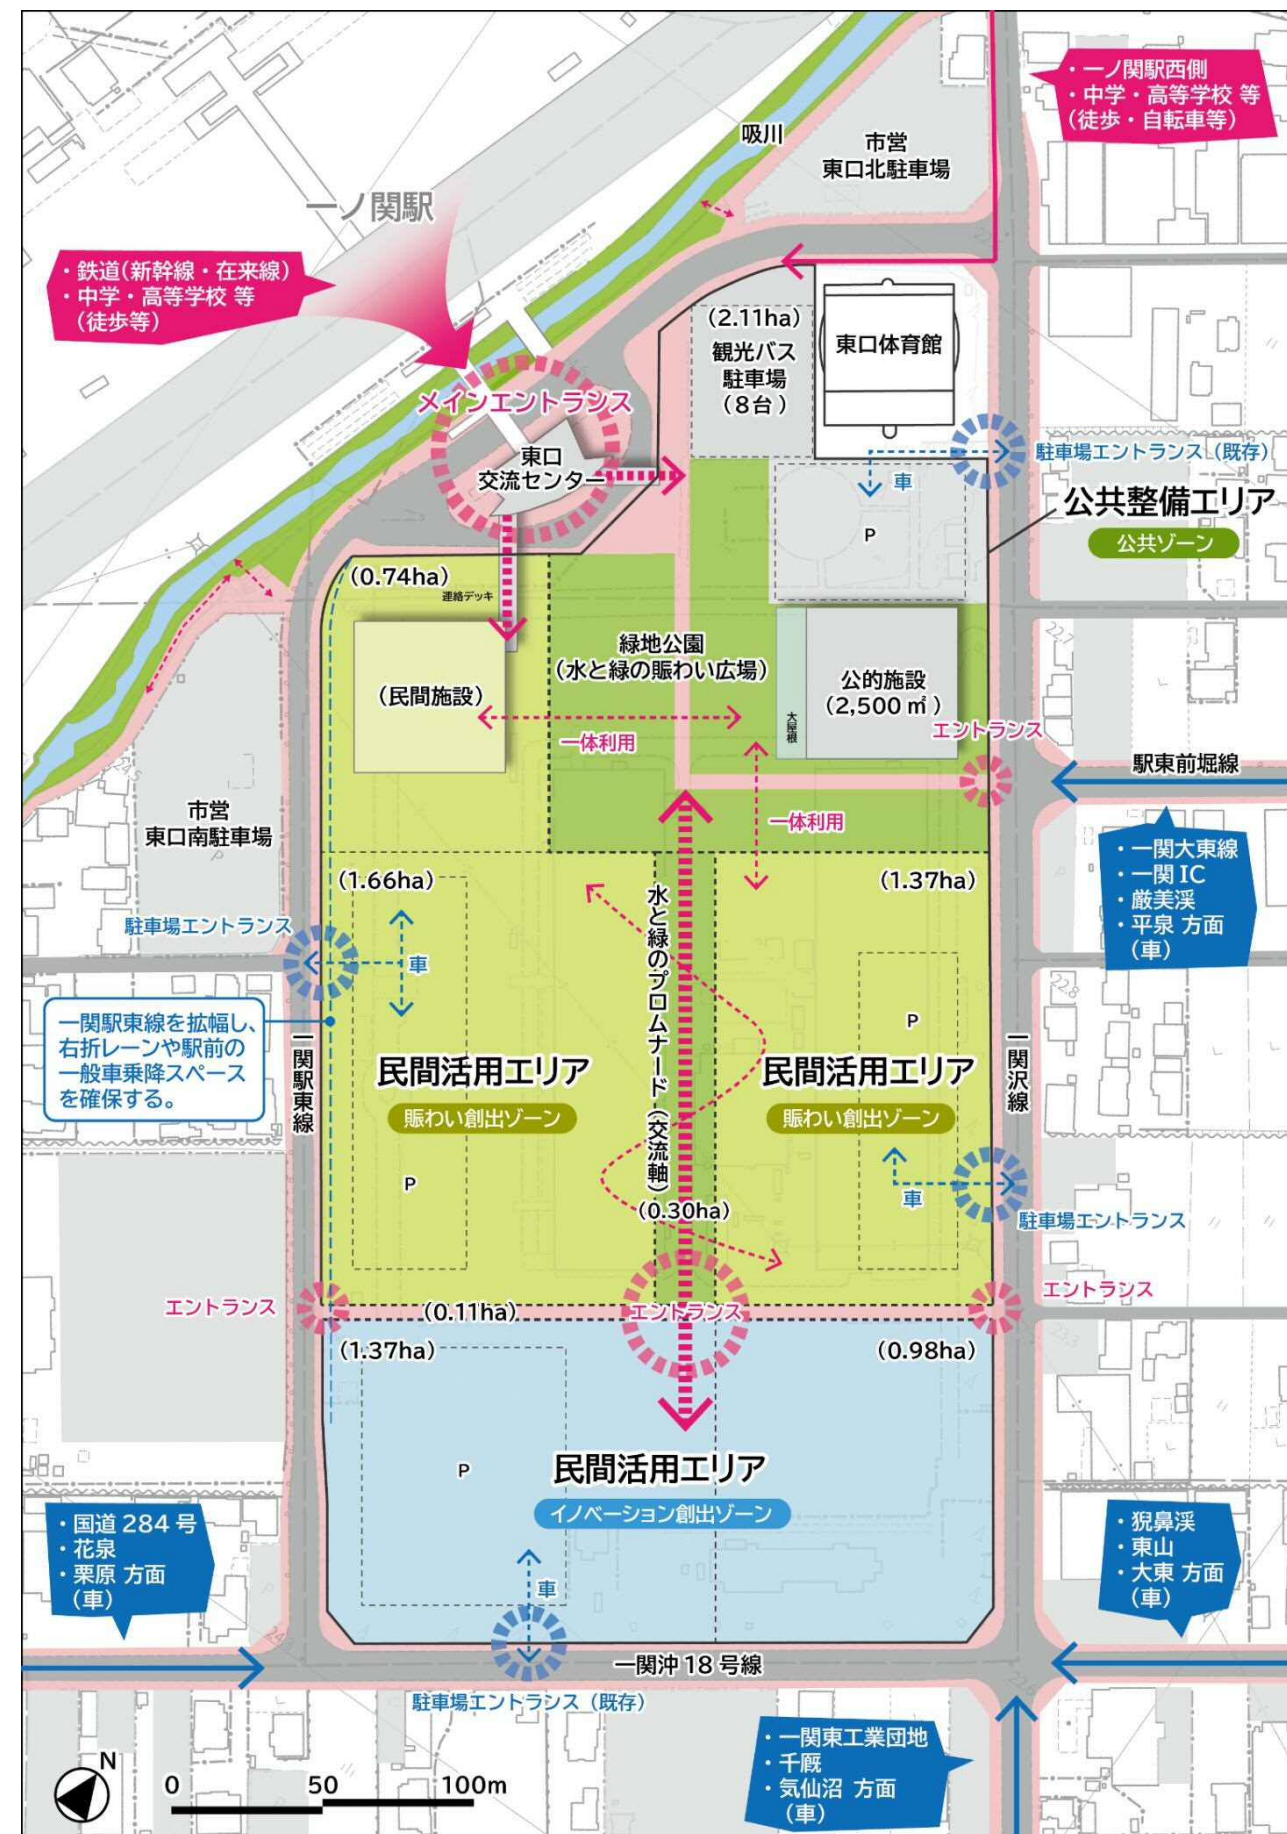 ・一ノ関駅西側
・中学・高等学校 等
(徒歩・自転車等)
吸川
市営
東口北駐車場
一ノ関駅
・鉄道(新幹線・在来線)
・中学・高等学校 等
(徒歩等)
(2.11ha)
観光バス
駐車場
(8台)
東口体育館
メインエントランス
東口
交流センター
駐車場エントランス(既存)
車
公共整備エリア
公共ゾーン
P
(0.74ha)
連絡デッキ
緑地公園
(水と緑の賑わい広場)
(民間施設)
公的施設
(2,500㎡)
大屋根
一体利用
エントランス
駅東前堀線
市営
東口南駐車場
一体利用
・一関大東線
・一関IC
・厳美渓
・平泉 方面
(車)
(1.66ha)
(1.37ha)
駐車場エントランス
車
水と緑のプロムナード(交流軸)
P
一関駅東線を拡幅し、
右折レーンや駅前の
一般車乗降スペース
を確保する。
一関駅東線
一関沢線
22.8
民間活用エリア
賑わい創出ゾーン
民間活用エリア
賑わい創出ゾーン
P
車
(0.30ha)
駐車場エントランス
エントランス
(0.11ha)
エントランス
エントランス
(1.37ha)
(0.98ha)
P
民間活用エリア
イノベーション創出ゾーン
・国道284号
・花泉
・栗原 方面
(車)
車
・猊鼻渓
・東山
・大東 方面
(車)
一関沖18号線
駐車場エントランス(既存)
・一関東工業団地
・千厩
・気仙沼 方面
(車)
N
0
50
100m